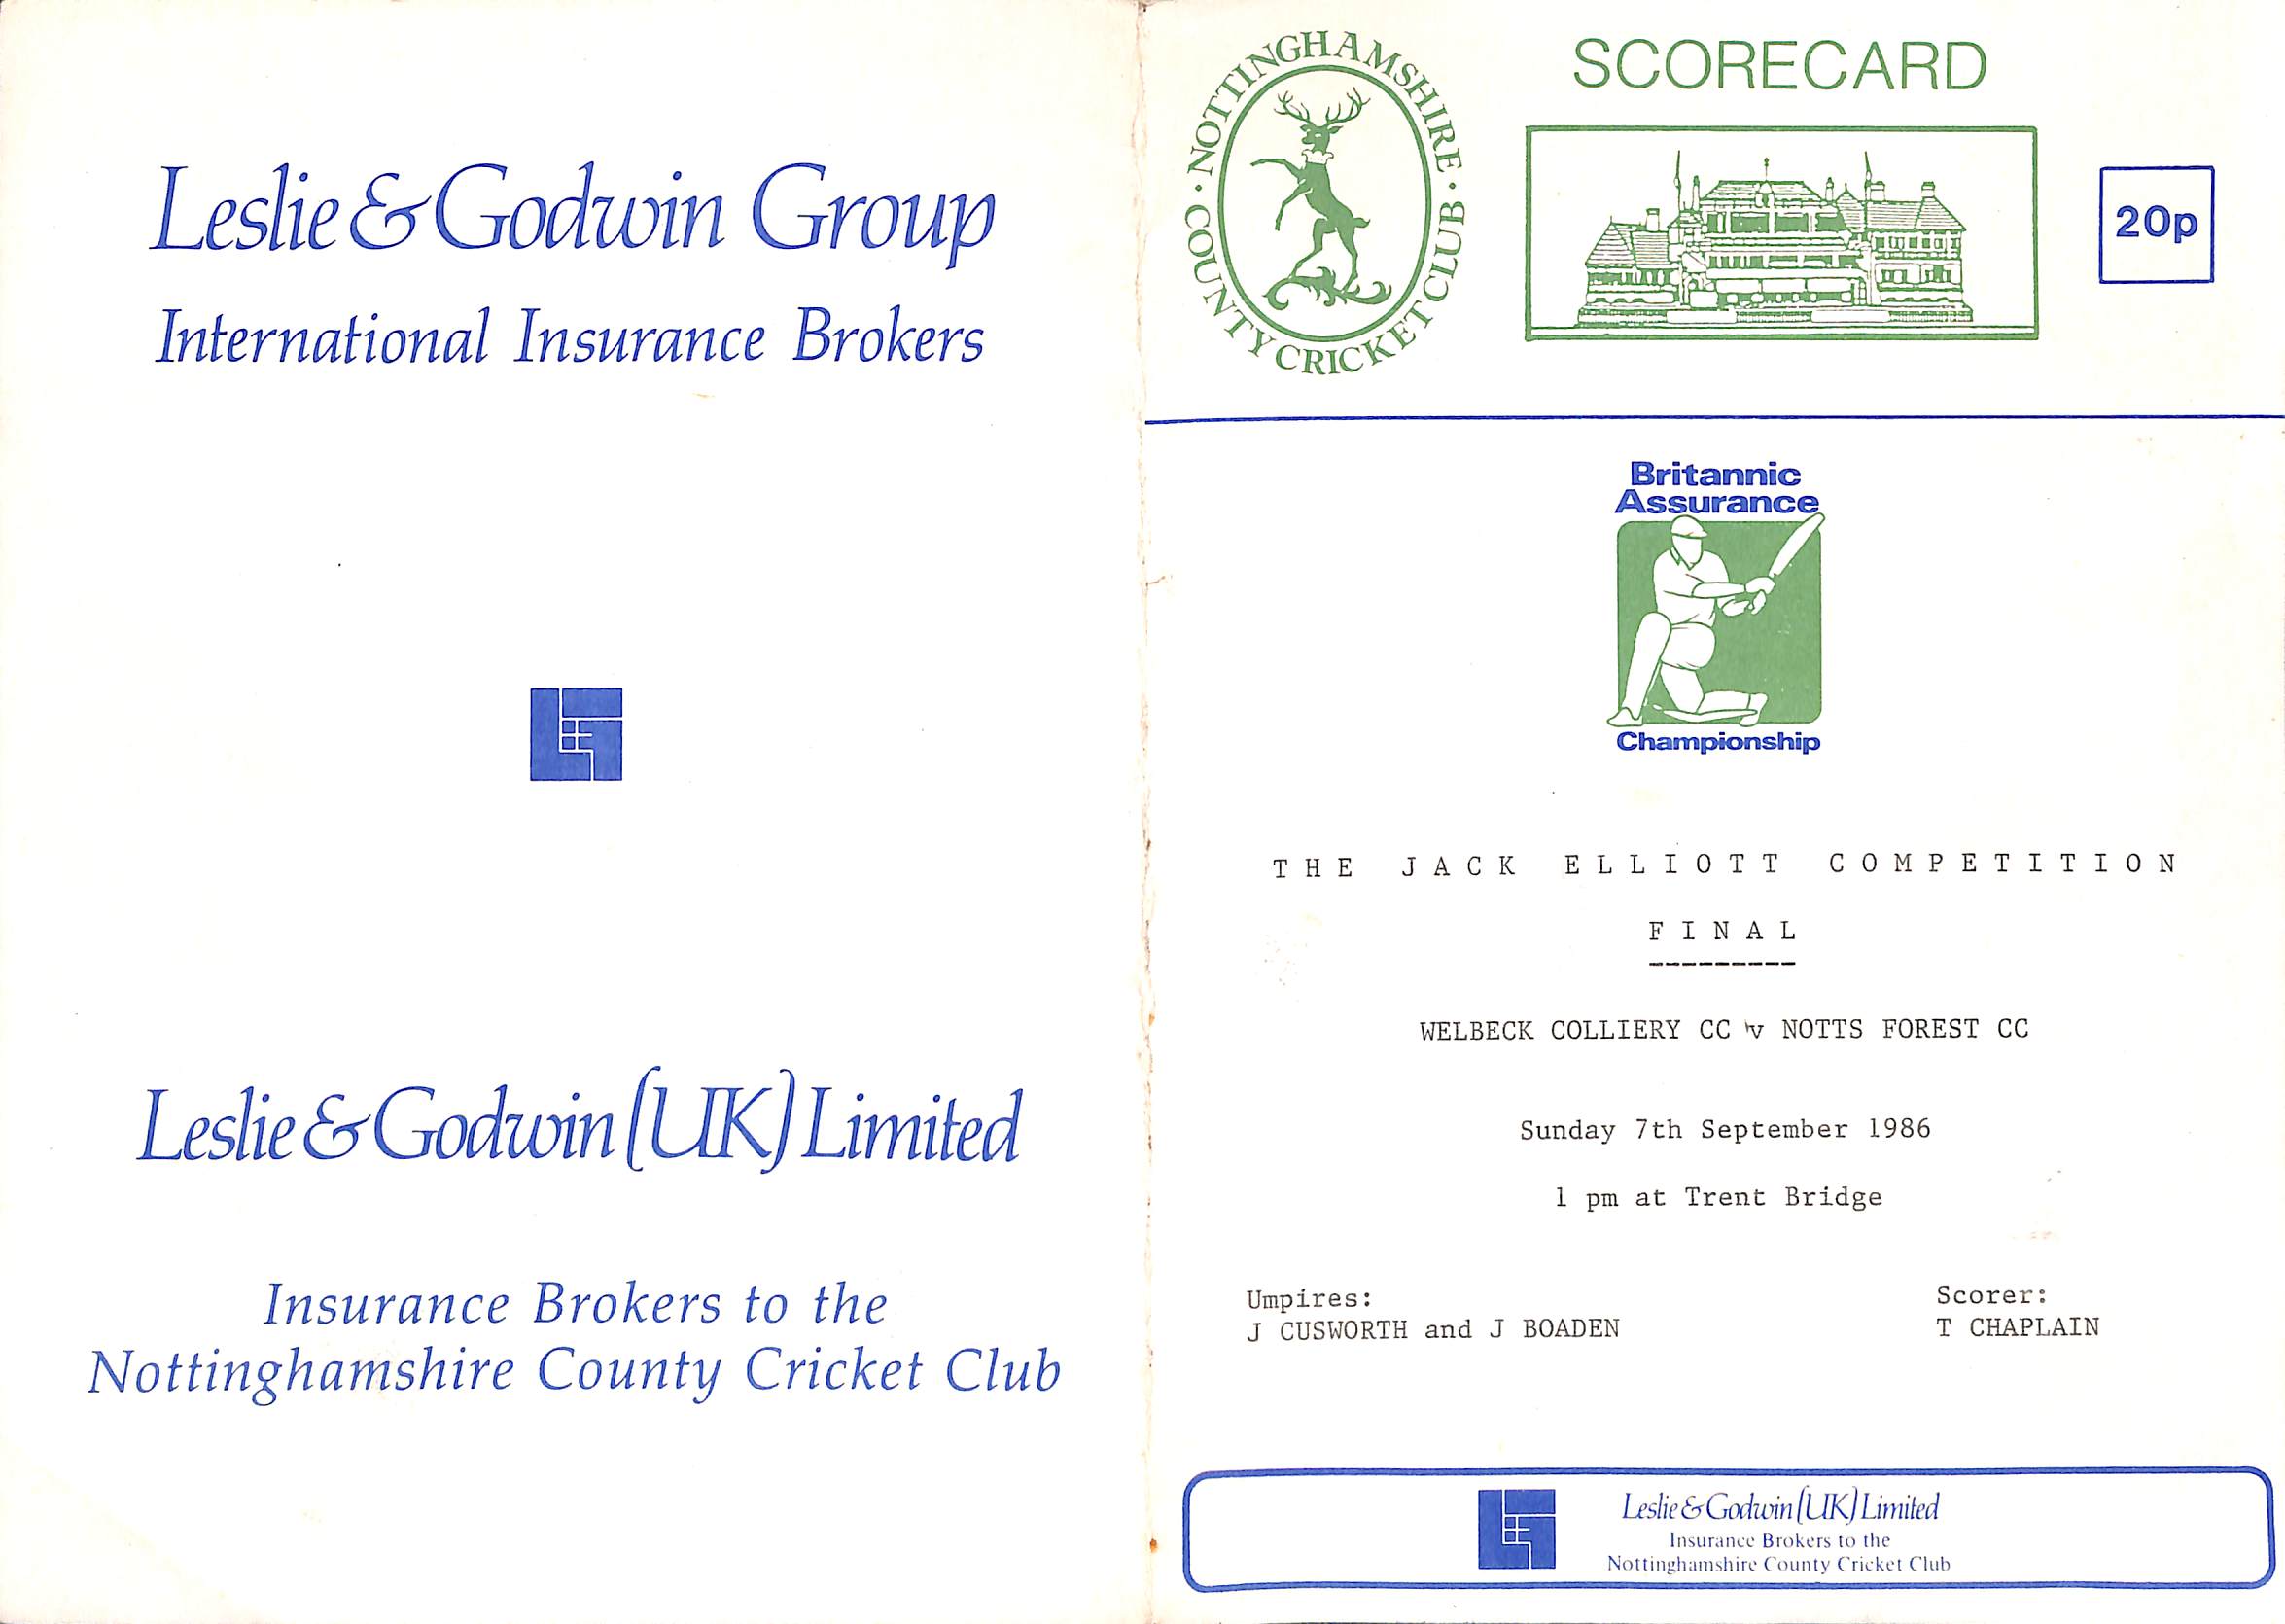 Leslie & Godwin Group
International Insurance Brokers
Leslie & Godwin (UK) Limited
Insurance Brokers to the
Nottinghamshire County Cricket Club
· NOTTINGHAMSHIRE · COUNTY CRICKET CLUB
SCORECARD
20p
Britannic
Assurance
Championship
THE JACK ELLIOTT COMPETITION
FINAL
WELBECK COLLIERY CC v NOTTS FOREST CC
Sunday 7th September 1986
1 pm at Trent Bridge
Umpires:
J CUSWORTH and J BOADEN
Scorer:
T CHAPLAIN
Leslie & Godwin (UK) Limited
Insurance Brokers to the
Nottinghamshire County Cricket Club